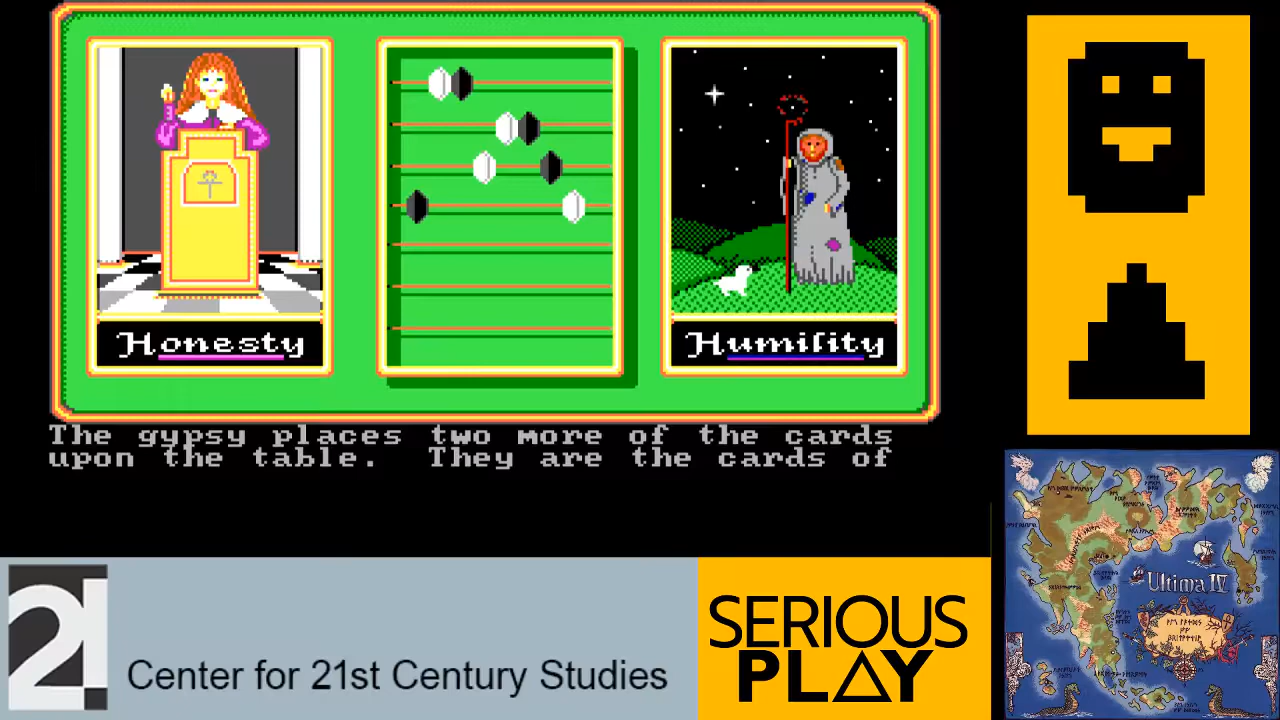 Honesty
Humility
The gypsy places two more of the cards
upon the table. They are the cards of
21
Center for 21st Century Studies
SERIOUS
PLAY
Ultima IV